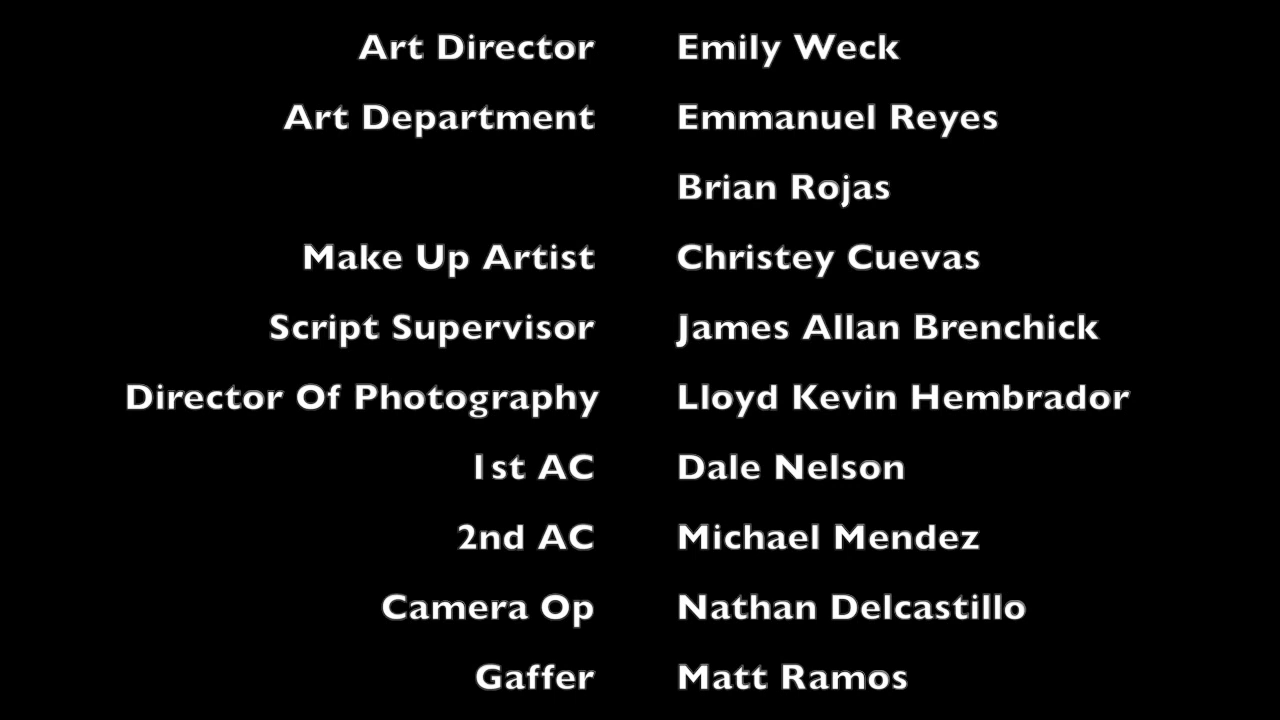 Art Director Emily Weck
Art Department Emmanuel Reyes
Brian Rojas
Make Up Artist Christey Cuevas
Script Supervisor James Allan Brenchick
Director Of Photography Lloyd Kevin Hembrador
1st AC Dale Nelson
2nd AC Michael Mendez
Camera Op Nathan Delcastillo
Gaffer Matt Ramos